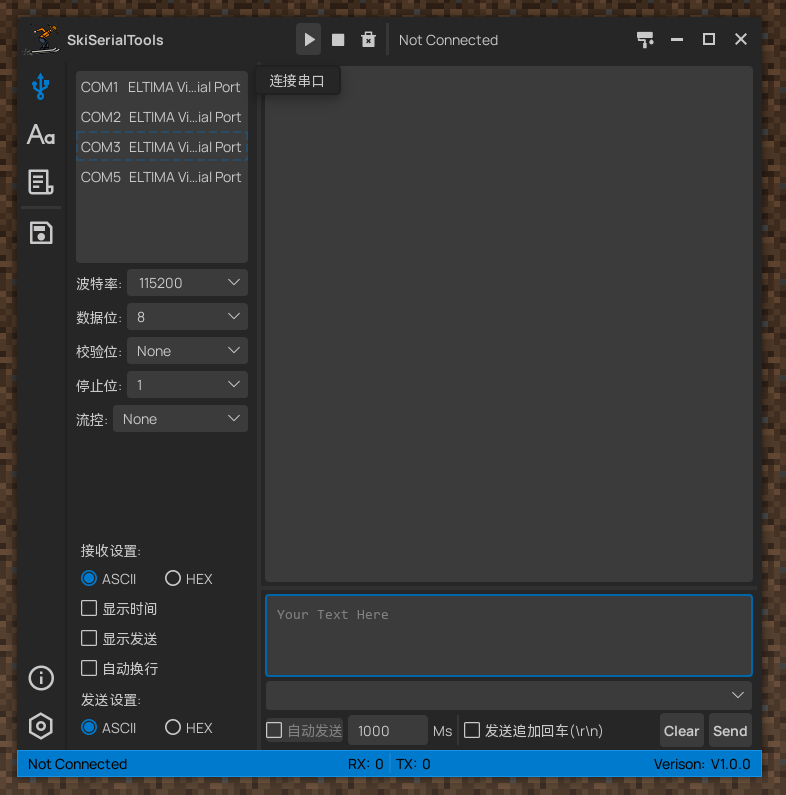 SkiSerialTools
Not Connected
连接串口
COM1 ELTIMA Vi...ial Port
COM2 ELTIMA Vi...ial Port
COM3 ELTIMA Vi...ial Port
COM5 ELTIMA Vi...ial Port
Aa
波特率: 115200
数据位: 8
校验位: None
停止位: 1
流控: None
接收设置:
ASCII HEX
显示时间
显示发送
自动换行
发送设置:
ASCII HEX
Your Text Here
自动发送 1000 Ms 发送追加回车(\r\n) Clear Send
Not Connected RX: 0 TX: 0 Verison: V1.0.0